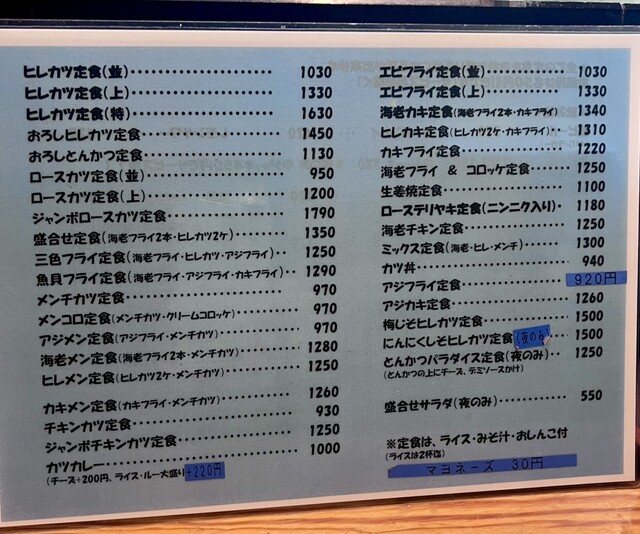 ヒレカツ定食(並)・・・・・・・・・・・・・・・・・・ 1030
ヒレカツ定食(上)・・・・・・・・・・・・・・・・・・ 1330
ヒレカツ定食(特)・・・・・・・・・・・・・・・・・・ 1630
おろしヒレカツ定食・・・・・・・・・・・・・・・・ 1450
おろしとんかつ定食・・・・・・・・・・・・・・・・ 1130
ロースカツ定食(並)・・・・・・・・・・・・・・・・ 950
ロースカツ定食(上)・・・・・・・・・・・・・・・・ 1200
ジャンボロースカツ定食・・・・・・・・・・・・ 1790
盛合せ定食(海老フライ2本・ヒレカツ2ケ)・・・・・・ 1350
三色フライ定食(海老フライ・ヒレカツ・アジフライ)・・・ 1250
魚貝フライ定食(海老フライ・アジフライ・カキフライ)・・ 1290
メンチカツ定食・・・・・・・・・・・・・・・・・・ 970
メンコロ定食(メンチカツ・クリームコロッケ)・・・・・・ 970
アジメン定食(アジフライ・メンチカツ)・・・・・・・・ 970
海老メン定食(海老フライ2本・メンチカツ)・・・・・・ 1280
ヒレメン定食(ヒレカツ2ケ・メンチカツ)・・・・・・・・ 1250
カキメン定食(カキフライ・メンチカツ)・・・・・・・・ 1260
チキンカツ定食・・・・・・・・・・・・・・・・・・ 930
ジャンボチキンカツ定食・・・・・・・・・・・・ 1250
カツカレー・・・・・・・・・・・・・・・・・・・・ 1000
(チーズ+200円、ライス・ルー大盛り+220円)
エビフライ定食(並)・・・・・・・・・・・・・・ 1030
エビフライ定食(上)・・・・・・・・・・・・・・ 1330
海老カキ定食(海老フライ2本・カキフライ)・・ 1340
ヒレカキ定食(ヒレカツ2ケ・カキフライ)・・・・ 1310
カキフライ定食・・・・・・・・・・・・・・・・ 1220
海老フライ & コロッケ定食・・・・・・・・ 1250
生姜焼定食・・・・・・・・・・・・・・・・・・ 1100
ローステリヤキ定食(ニンニク入り)・・ 1180
海老チキン定食・・・・・・・・・・・・・・・・ 1250
ミックス定食(海老・ヒレ・メンチ)・・・・・・ 1300
カツ丼・・・・・・・・・・・・・・・・・・・・ 940
アジフライ定食・・・・・・・・・・・・・・・・ 920円
アジカキ定食・・・・・・・・・・・・・・・・・・ 1260
梅じそヒレカツ定食・・・・・・・・・・・・ 1500
にんにくしそヒレカツ定食(夜のみ・・・ 1500
とんかつパラダイス定食(夜のみ)・・・・ 1250
(とんかつの上にチーズ、デミソースかけ)
盛合せサラダ(夜のみ)・・・・・・・・・・ 550
※定食は、ライス・みそ汁・おしんこ付
(ライスは2杯迄)
マヨネーズ 30円